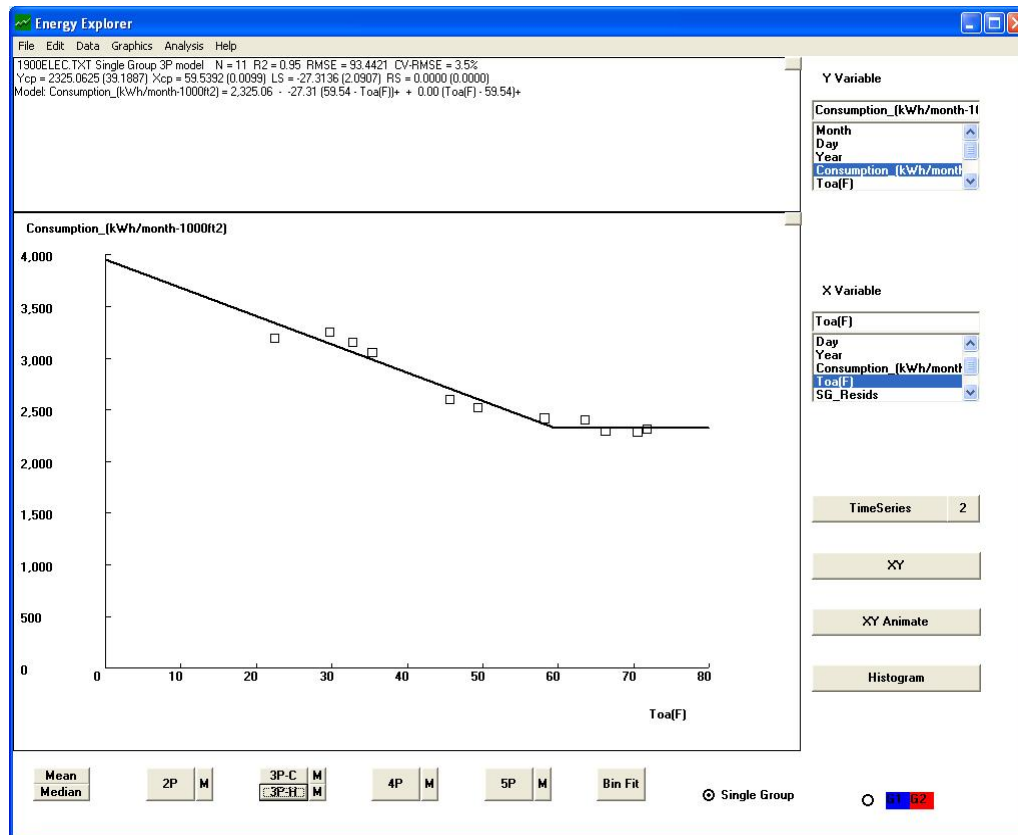 Energy Explorer
File Edit Data Graphics Analysis Help
1900ELEC.TXT Single Group 3P model N = 11 R2 = 0.95 RMSE = 93.4421 CV-RMSE = 3.5%
Ycp = 2325.0625 (39.1887) Xcp = 59.5392 (0.0099) LS = -27.3136 (2.0907) RS = 0.0000 (0.0000)
Model: Consumption_(kWh/month-1000ft2) = 2,325.06 - -27.31 (59.54 - Toa(F))+ + 0.00 (Toa(F) - 59.54)+
Y Variable
Consumption_(kWh/month-10
Month
Day
Year
Consumption_(kWh/month
Toa(F)
Consumption_(kWh/month-1000ft2)
4,000
3,500
3,000
2,500
2,000
1,500
1,000
500
0
0 10 20 30 40 50 60 70 80
Toa(F)
X Variable
Toa(F)
Day
Year
Consumption_(kWh/month
Toa(F)
SG_Resids
TimeSeries 2
XY
XY Animate
Histogram
Mean
Median
2P M
3P-C M
3P-H M
4P M
5P M
Bin Fit
Single Group
G1 G2